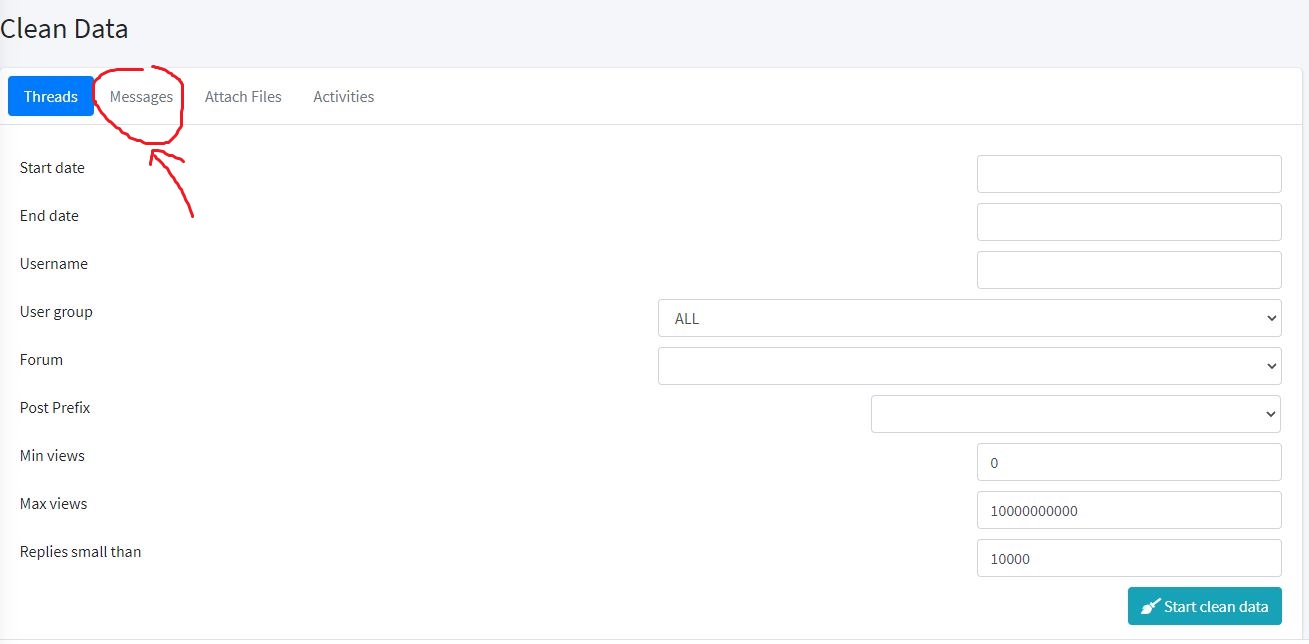 Clean Data
Threads Messages Attach Files Activities
Start date
End date
Username
User group ALL
Forum
Post Prefix
Min views 0
Max views 10000000000
Replies small than 10000
Start clean data